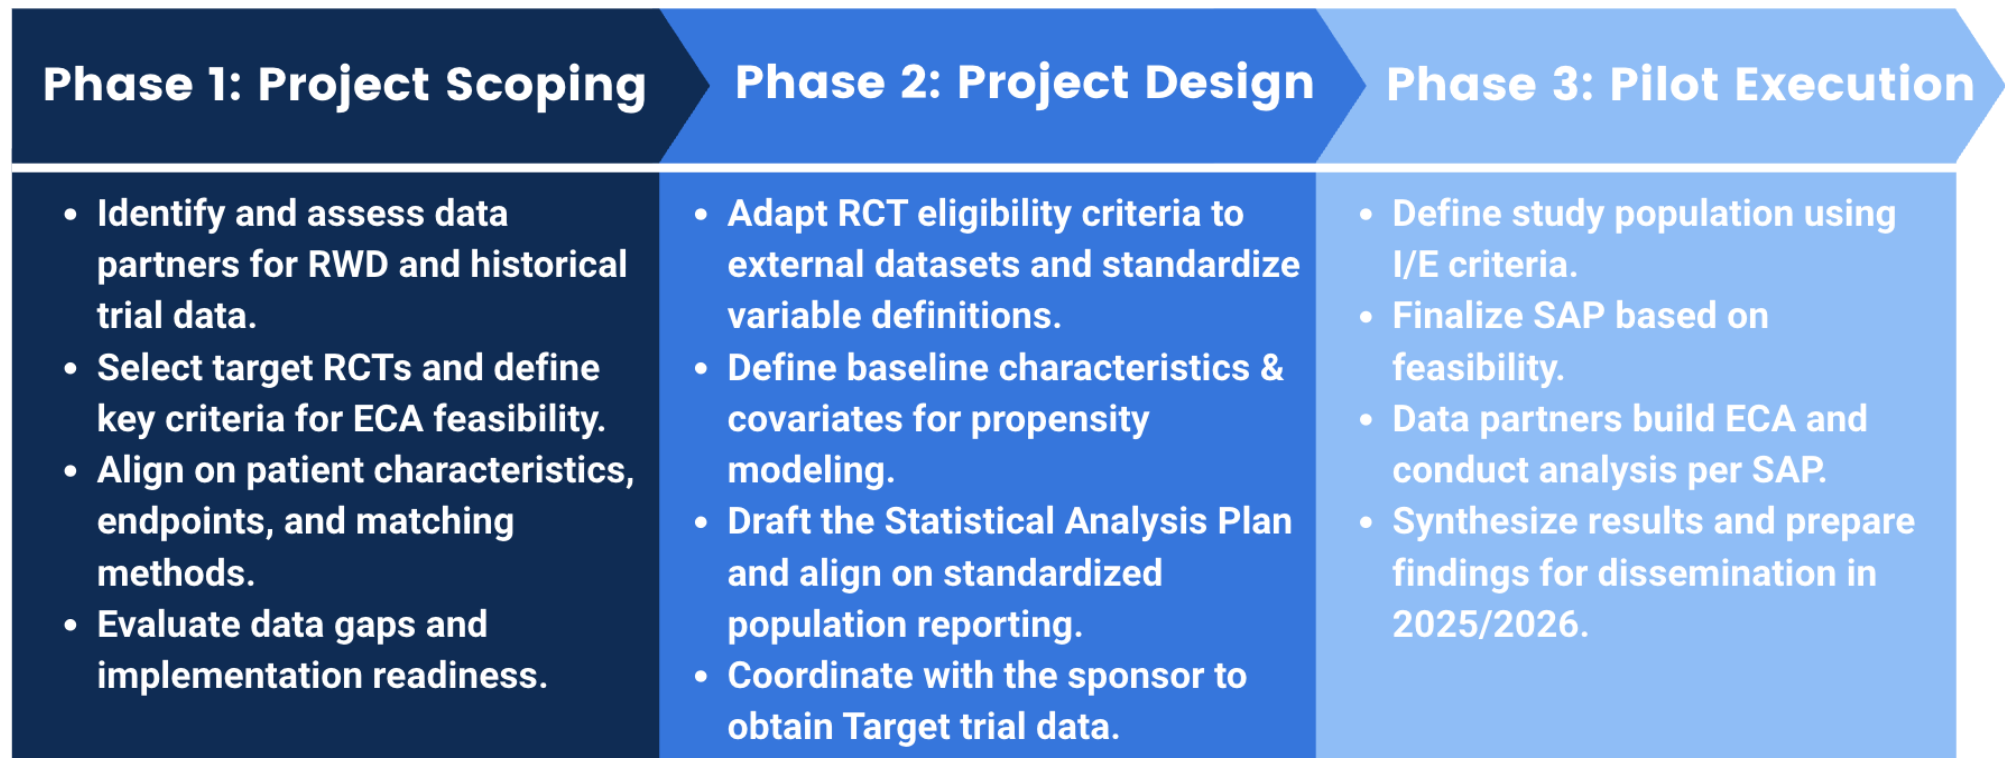 Phase 1: Project Scoping
• Identify and assess data
partners for RWD and historical
trial data.
• Select target RCTs and define
key criteria for ECA feasibility.
• Align on patient characteristics,
endpoints, and matching
methods.
• Evaluate data gaps and
implementation readiness.
Phase 2: Project Design
• Adapt RCT eligibility criteria to
external datasets and standardize
variable definitions.
• Define baseline characteristics &
covariates for propensity
modeling.
• Draft the Statistical Analysis Plan
and align on standardized
population reporting.
• Coordinate with the sponsor to
obtain Target trial data.
Phase 3: Pilot Execution
• Define study population using
I/E criteria.
• Finalize SAP based on
feasibility.
• Data partners build ECA and
conduct analysis per SAP.
• Synthesize results and prepare
findings for dissemination in
2025/2026.